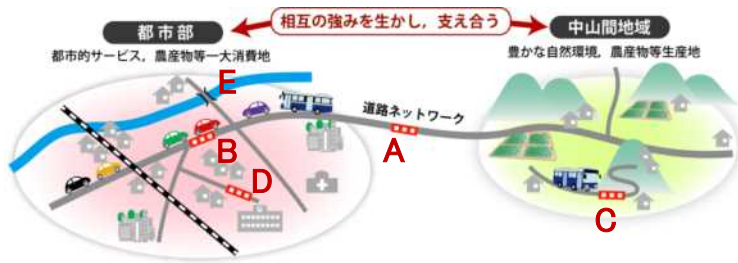 相互の強みを生かし，支え合う
都市部
中山間地域
都市的サービス，農産物等一大消費地
豊かな自然環境，農産物等生産地
E
道路ネットワーク
B
A
D
C